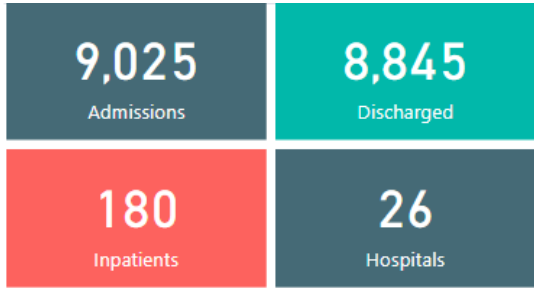 9,025
Admissions
8,845
Discharged
180
Inpatients
26
Hospitals